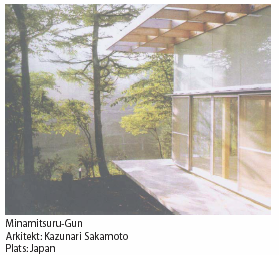 Minamitsuru-Gun
Arkitekt: Kazunari Sakamoto
Plats: Japan